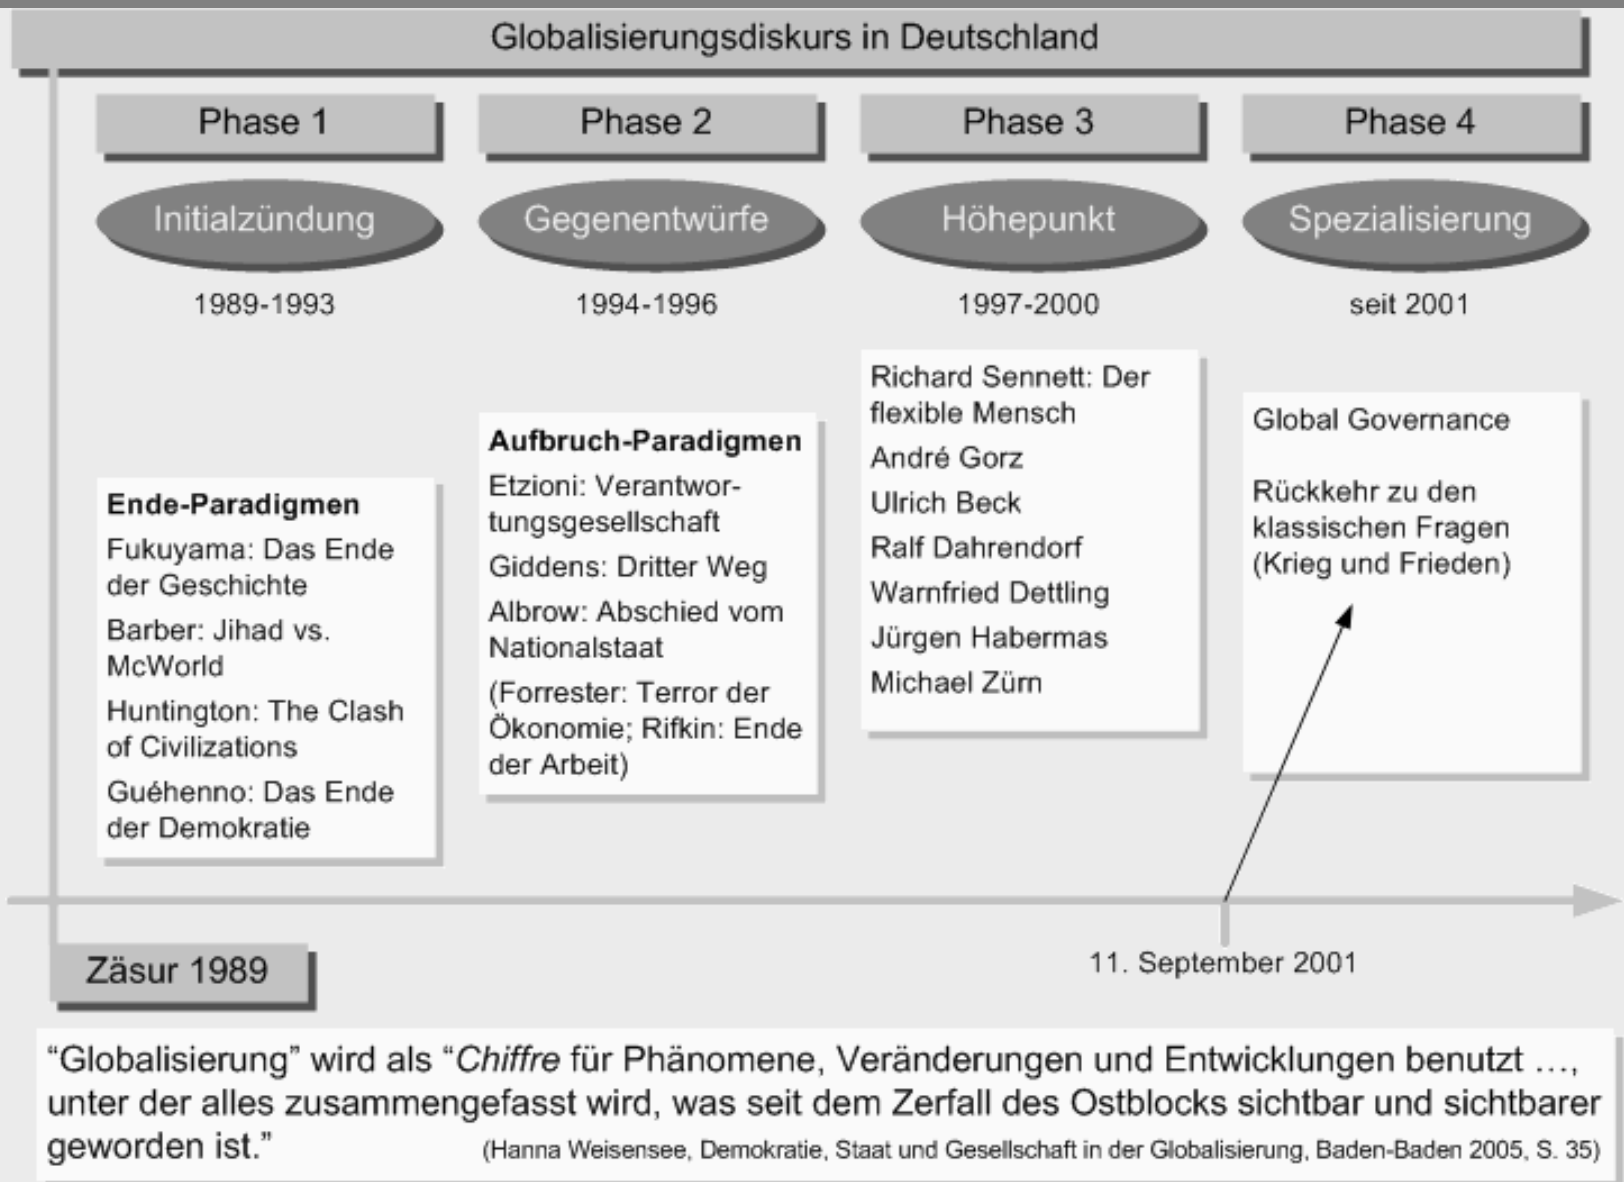 Globalisierungsdiskurs in Deutschland
Phase 1
Initialzündung
1989-1993
Ende-Paradigmen
Fukuyama: Das Ende
der Geschichte
Barber: Jihad vs.
McWorld
Huntington: The Clash
of Civilizations
Guéhenno: Das Ende
der Demokratie
Phase 2
Gegenentwürfe
1994-1996
Aufbruch-Paradigmen
Etzioni: Verantwor-
tungsgesellschaft
Giddens: Dritter Weg
Albrow: Abschied vom
Nationalstaat
(Forrester: Terror der
Ökonomie; Rifkin: Ende
der Arbeit)
Phase 3
Höhepunkt
1997-2000
Richard Sennett: Der
flexible Mensch
André Gorz
Ulrich Beck
Ralf Dahrendorf
Warnfried Dettling
Jürgen Habermas
Michael Zürn
Phase 4
Spezialisierung
seit 2001
Global Governance
Rückkehr zu den
klassischen Fragen
(Krieg und Frieden)
11. September 2001
Zäsur 1989
“Globalisierung” wird als “Chiffre für Phänomene, Veränderungen und Entwicklungen benutzt …,
unter der alles zusammengefasst wird, was seit dem Zerfall des Ostblocks sichtbar und sichtbarer
geworden ist.”
(Hanna Weisensee, Demokratie, Staat und Gesellschaft in der Globalisierung, Baden-Baden 2005, S. 35)